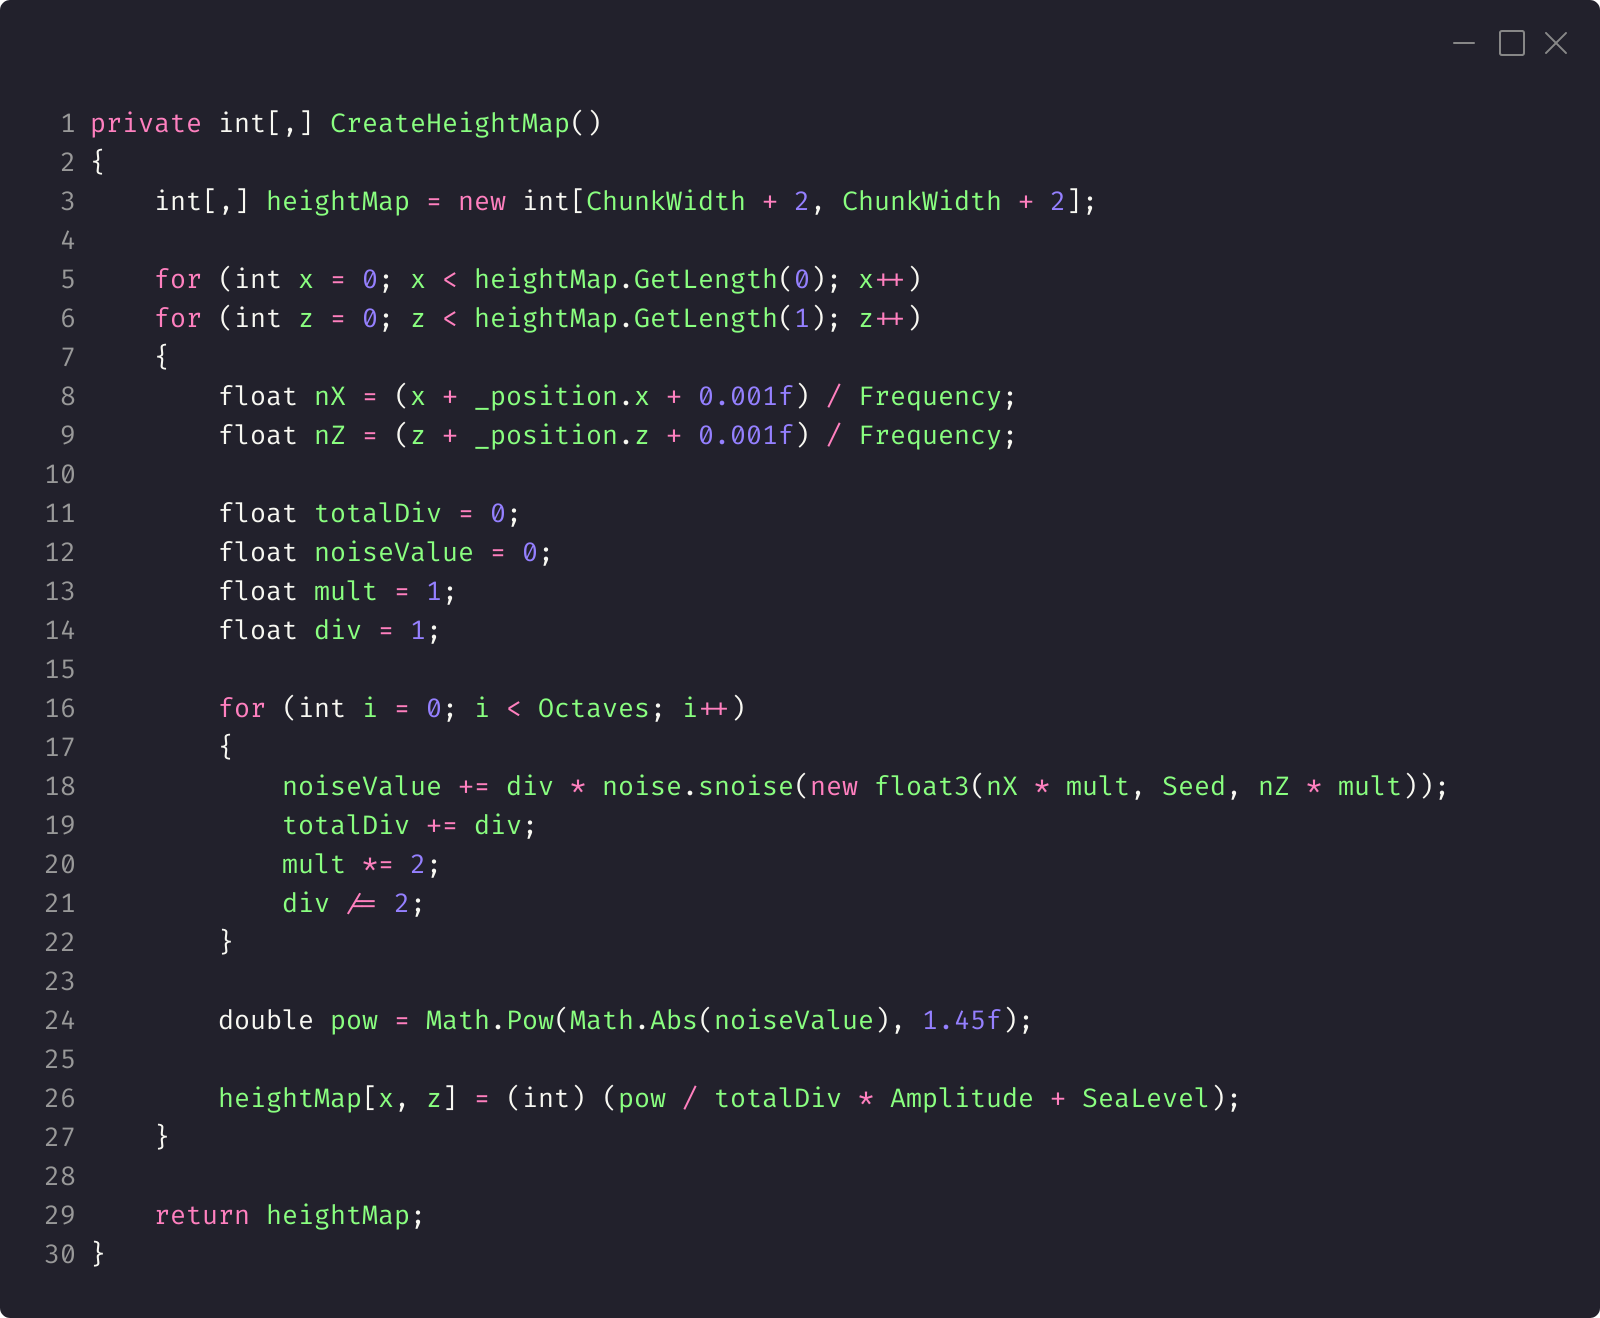 1 private int[,] CreateHeightMap()
2 {
3     int[,] heightMap = new int[ChunkWidth + 2, ChunkWidth + 2];
4
5     for (int x = 0; x < heightMap.GetLength(0); x++)
6     for (int z = 0; z < heightMap.GetLength(1); z++)
7     {
8         float nX = (x + _position.x + 0.001f) / Frequency;
9         float nZ = (z + _position.z + 0.001f) / Frequency;
10
11         float totalDiv = 0;
12         float noiseValue = 0;
13         float mult = 1;
14         float div = 1;
15
16         for (int i = 0; i < Octaves; i++)
17         {
18             noiseValue += div * noise.snoise(new float3(nX * mult, Seed, nZ * mult));
19             totalDiv += div;
20             mult *= 2;
21             div /= 2;
22         }
23
24         double pow = Math.Pow(Math.Abs(noiseValue), 1.45f);
25
26         heightMap[x, z] = (int) (pow / totalDiv * Amplitude + SeaLevel);
27     }
28
29     return heightMap;
30 }